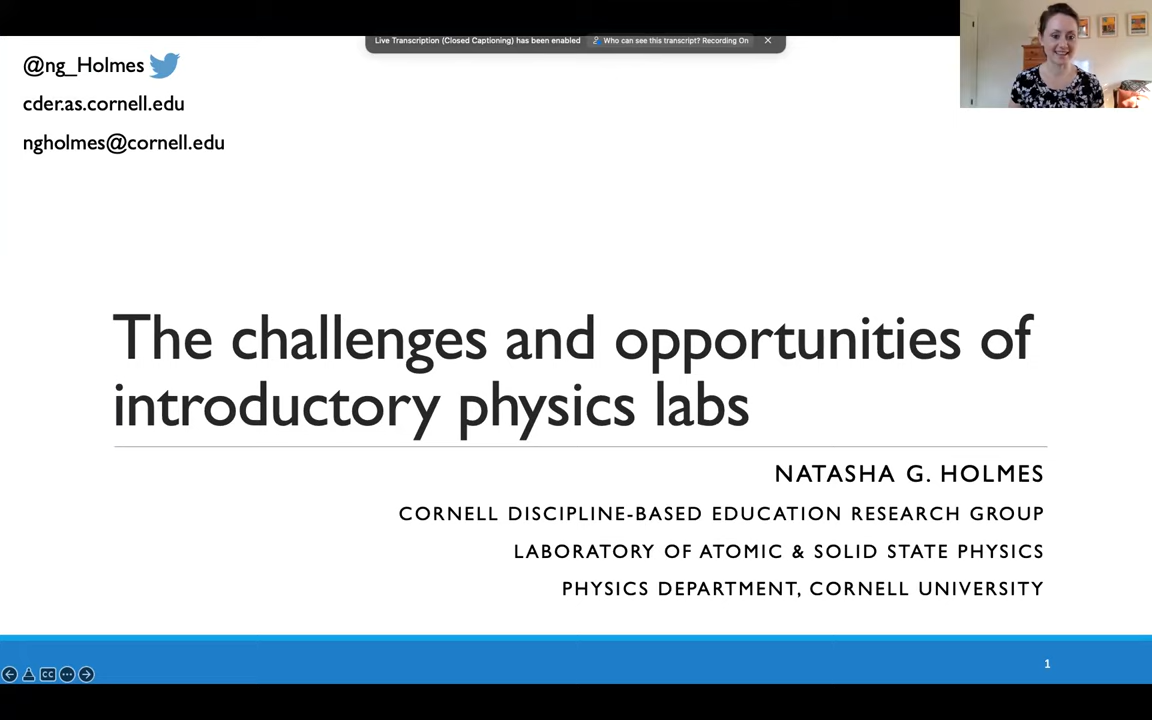 Live Transcription (Closed Captioning) has been enabled
Who can see this transcript? Recording On
@ng_Holmes
cder.as.cornell.edu
ngholmes@cornell.edu
The challenges and opportunities of
introductory physics labs
NATASHA G. HOLMES
CORNELL DISCIPLINE-BASED EDUCATION RESEARCH GROUP
LABORATORY OF ATOMIC & SOLID STATE PHYSICS
PHYSICS DEPARTMENT, CORNELL UNIVERSITY
1
CC